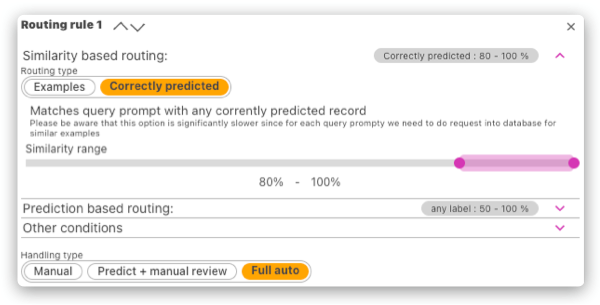 Routing rule 1
Similarity based routing:
Correctly predicted : 80 - 100 %
Routing type
Examples
Correctly predicted
Matches query prompt with any corrently predicted record
Please be aware that this option is significantly slower since for each query prompty we need to do request into database for
similar examples
Similarity range
80% - 100%
Prediction based routing:
any label : 50 - 100 %
Other conditions
Handling type
Manual
Predict + manual review
Full auto